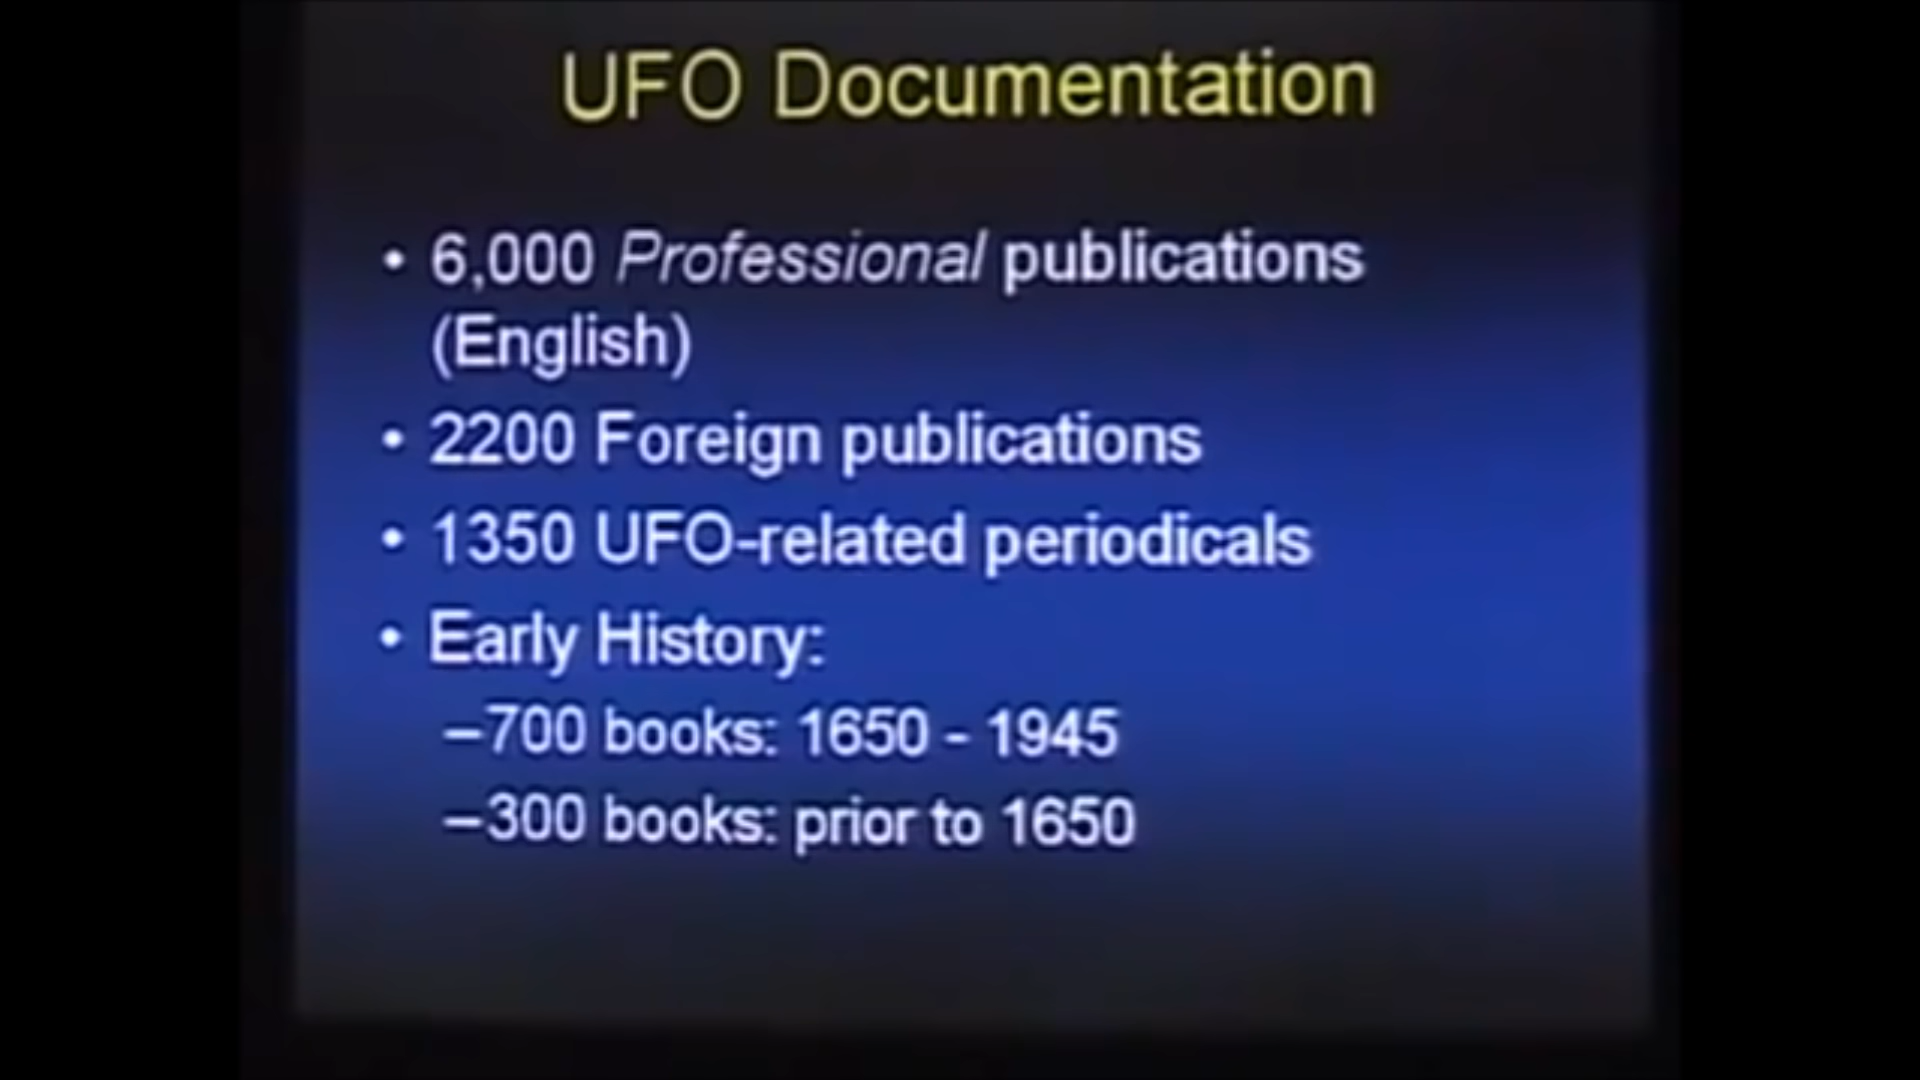 UFO Documentation
• 6,000 Professional publications
(English)
• 2200 Foreign publications
• 1350 UFO-related periodicals
• Early History:
–700 books: 1650 - 1945
–300 books: prior to 1650